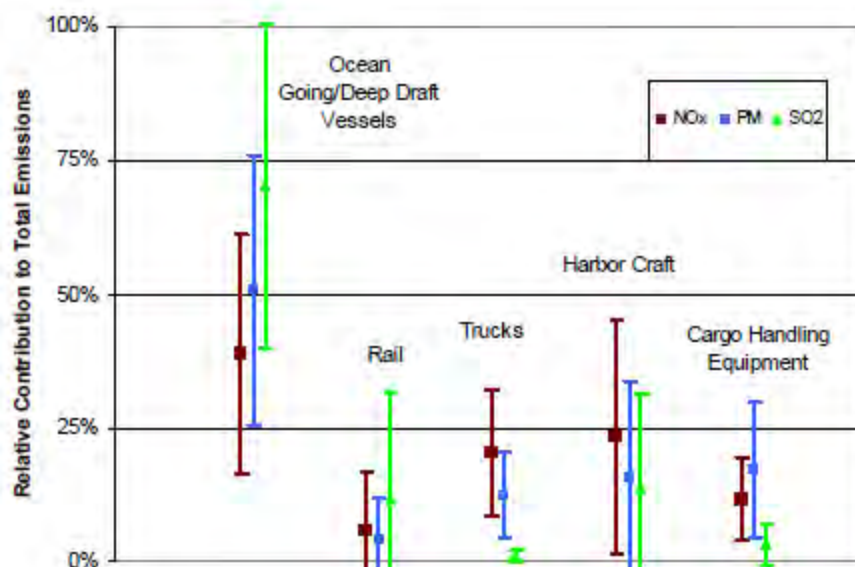 Relative Contribution to Total Emissions
100%
75%
50%
25%
0%
Ocean
Going/Deep Draft
Vessels
NOx PM SO2
Harbor Craft
Trucks
Rail
Cargo Handling
Equipment